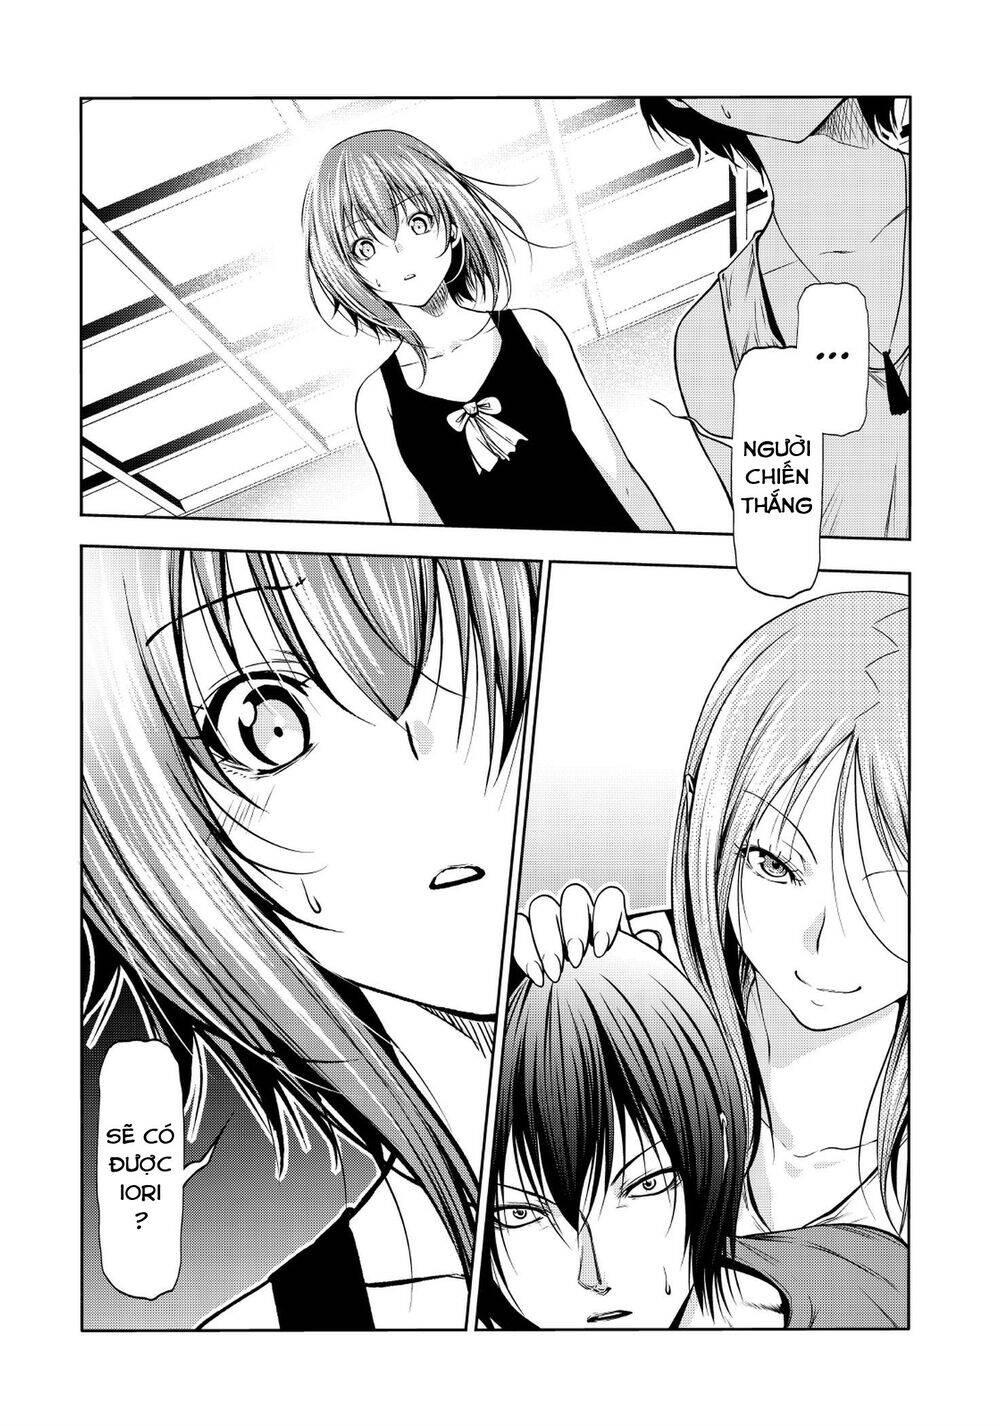 ...
NGƯỜI
CHIẾN
THẮNG
SẼ CÓ
ĐƯỢC
IORI
?